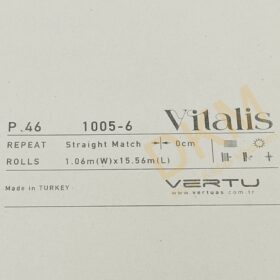 P.46 1005-6 Vitalis
REPEAT Straight Match 0cm
ROLLS 1.06m(W)x15.56m(L)
Made in TURKEY
VERTU
www.vertuas.com.tr
DKM